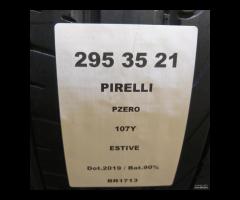 295 35 21
PIRELLI
PZERO
107Y
ESTIVE
Dot.2019 / Bat.90%
BR1713